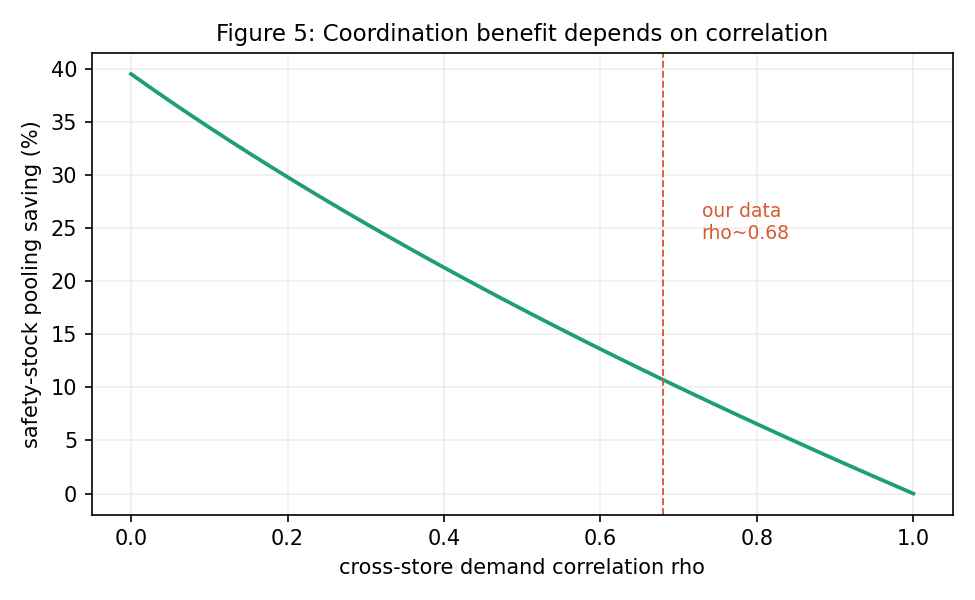 Figure 5: Coordination benefit depends on correlation
safety-stock pooling saving (%)
40
35
30
25
20
15
10
5
0
our data
rho~0.68
0.0 0.2 0.4 0.6 0.8 1.0
cross-store demand correlation rho